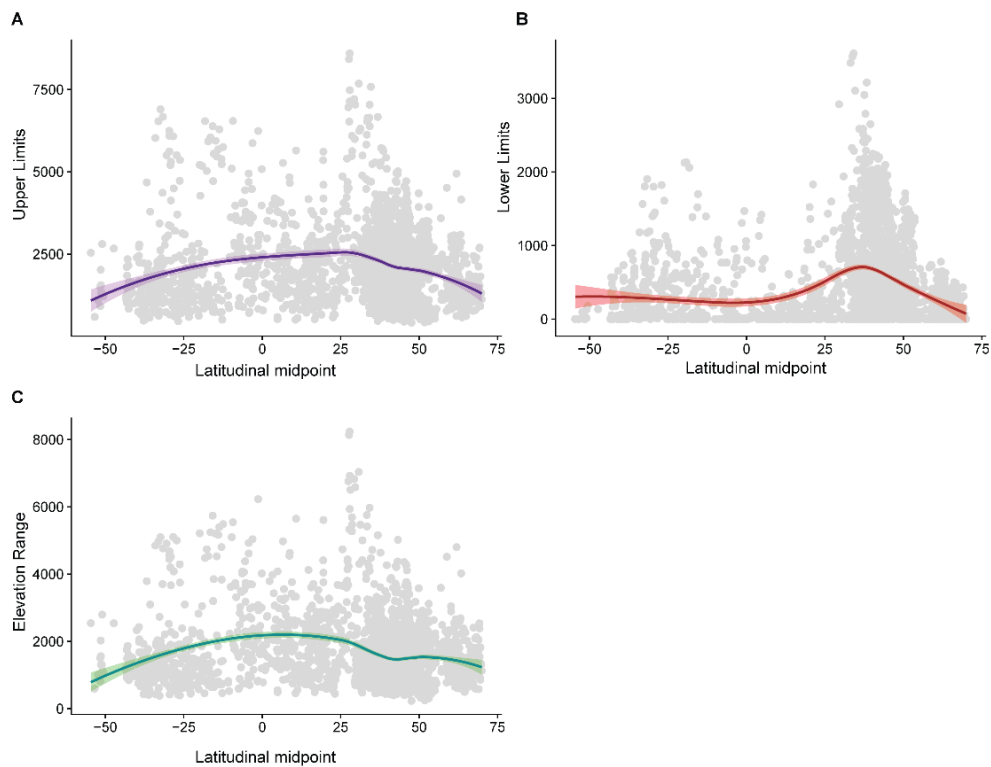 A
Upper Limits
7500
5000
2500
−50 −25 0 25 50 75
Latitudinal midpoint
B
Lower Limits
3000
2000
1000
0
−50 −25 0 25 50 75
Latitudinal midpoint
C
Elevation Range
8000
6000
4000
2000
0
−50 −25 0 25 50 75
Latitudinal midpoint